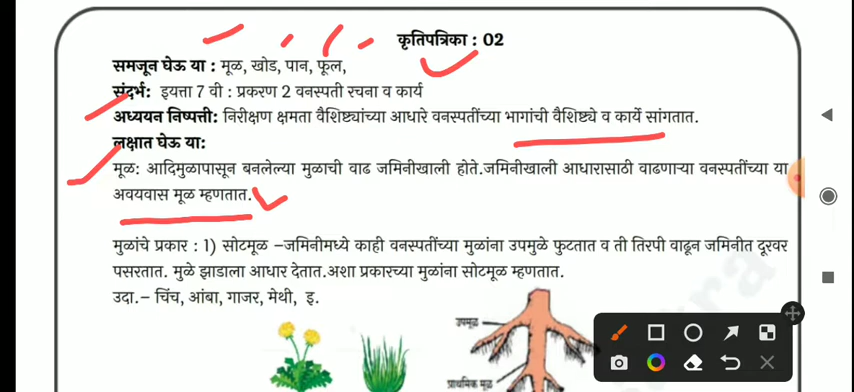 कृतिपत्रिका : 02
समजून घेऊ या : मूळ, खोड, पान, फूल,
संदर्भ: इयत्ता 7 वी : प्रकरण 2 वनस्पती रचना व कार्य
अध्ययन निष्पत्ती: निरीक्षण क्षमता वैशिष्ट्यांच्या आधारे वनस्पतींच्या भागांची वैशिष्ट्ये व कार्ये सांगतात.
लक्षात घेऊ या:
मूळ: आदिमुळापासून बनलेल्या मुळाची वाढ जमिनीखाली होते.जमिनीखाली आधारासाठी वाढणाऱ्या वनस्पतींच्या या
अवयवास मूळ म्हणतात.
मुळांचे प्रकार : 1) सोटमूळ –जमिनीमध्ये काही वनस्पतींच्या मुळांना उपमुळे फुटतात व ती तिरपी वाढून जमिनीत दूरवर
पसरतात. मुळे झाडाला आधार देतात.अशा प्रकारच्या मुळांना सोटमूळ म्हणतात.
उदा.– चिंच, आंबा, गाजर, मेथी, इ.
उपमूळ
प्राथमिक मूळ